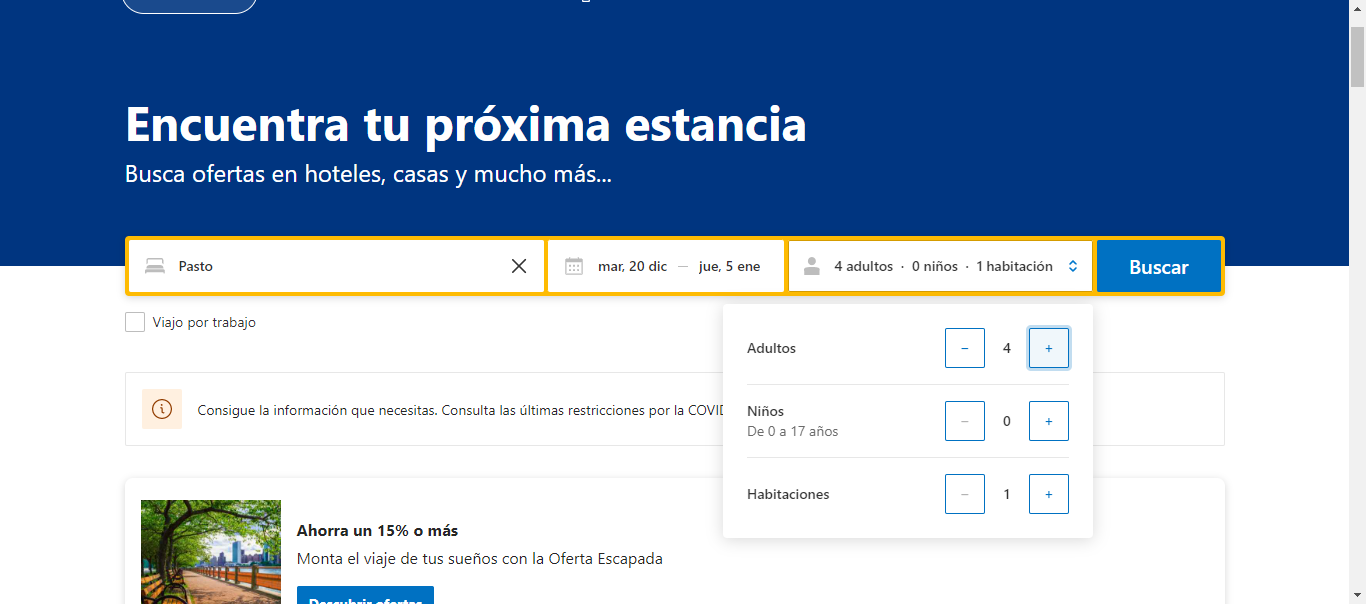 Encuentra tu próxima estancia
Busca ofertas en hoteles, casas y mucho más...
Pasto
mar, 20 dic — jue, 5 ene
4 adultos · 0 niños · 1 habitación
Buscar
Viajo por trabajo
Adultos
− 4 +
Niños
De 0 a 17 años
− 0 +
Habitaciones
− 1 +
Consigue la información que necesitas. Consulta las últimas restricciones por la COVID
Ahorra un 15% o más
Monta el viaje de tus sueños con la Oferta Escapada
Descubrir ofertas